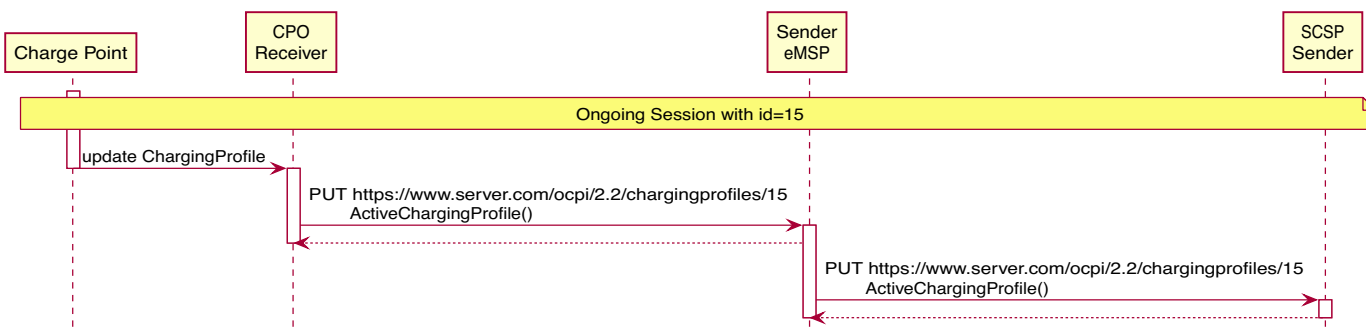 Charge Point
CPO
Receiver
Sender
eMSP
SCSP
Sender
Ongoing Session with id=15
update ChargingProfile
PUT https://www.server.com/ocpi/2.2/chargingprofiles/15
ActiveChargingProfile()
PUT https://www.server.com/ocpi/2.2/chargingprofiles/15
ActiveChargingProfile()